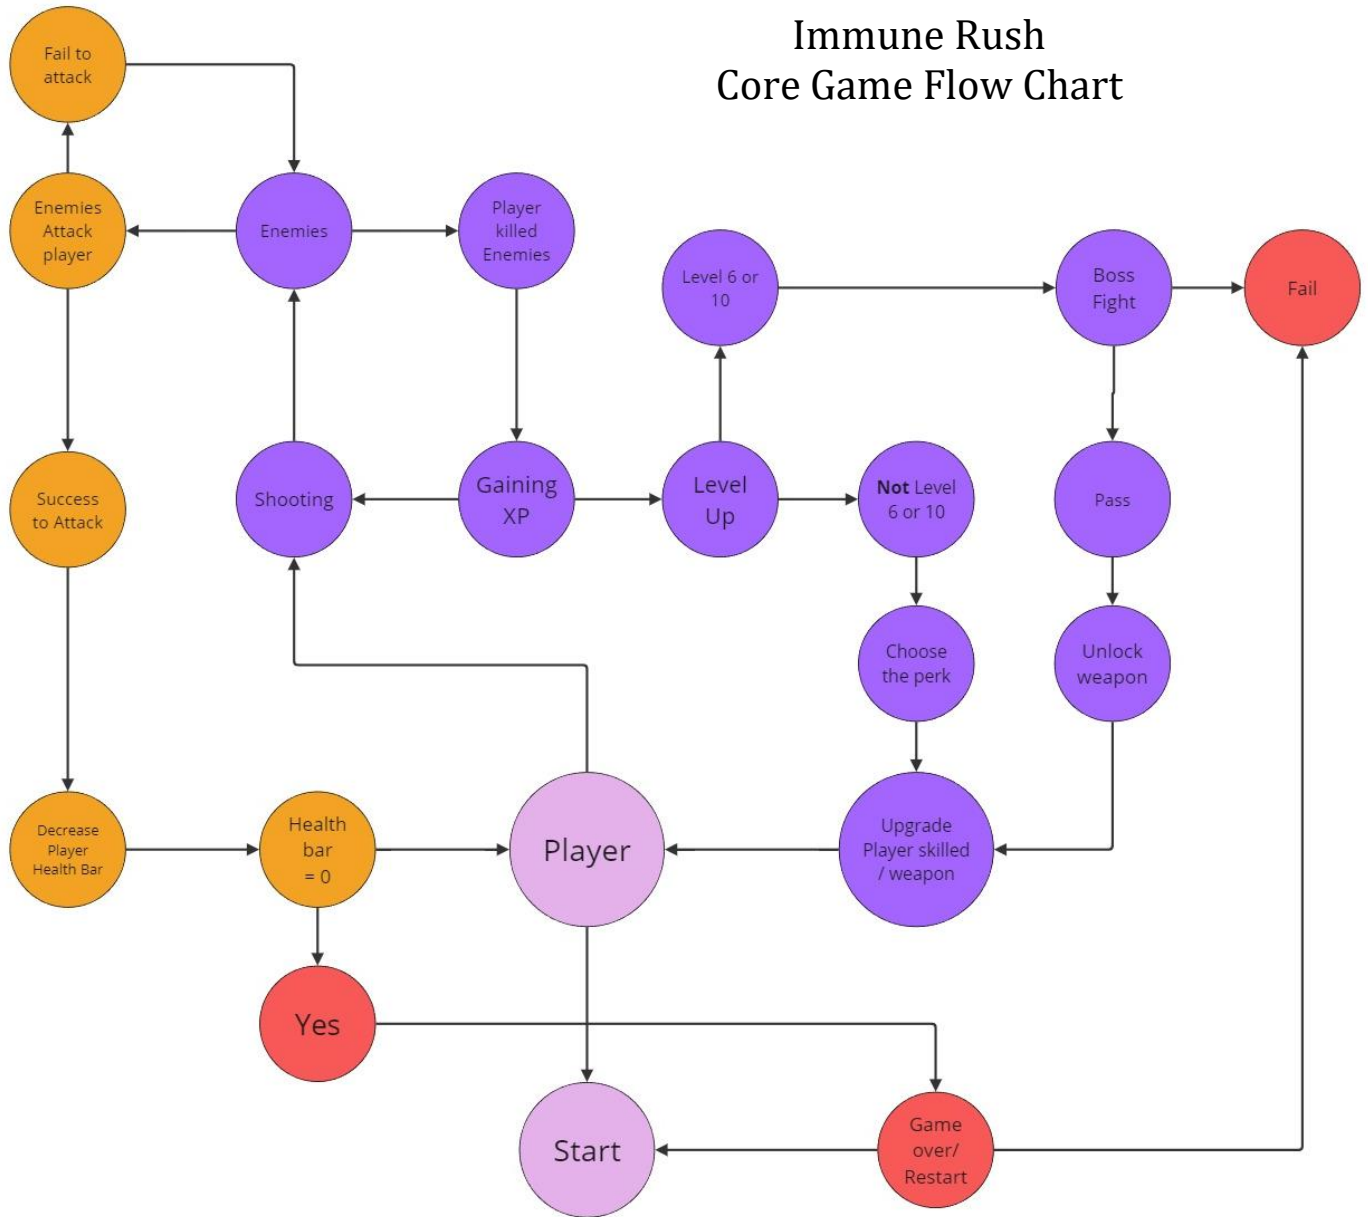 Immune Rush
Core Game Flow Chart
Fail to
attack
Enemies
Attack
player
Enemies
Player
killed
Enemies
Level 6 or
10
Boss
Fight
Fail
Success
to Attack
Shooting
Gaining
XP
Level
Up
Not Level
6 or 10
Pass
Choose
the perk
Unlock
weapon
Decrease
Player
Health Bar
Health
bar
= 0
Player
Upgrade
Player skilled
/ weapon
Yes
Start
Game
over/
Restart